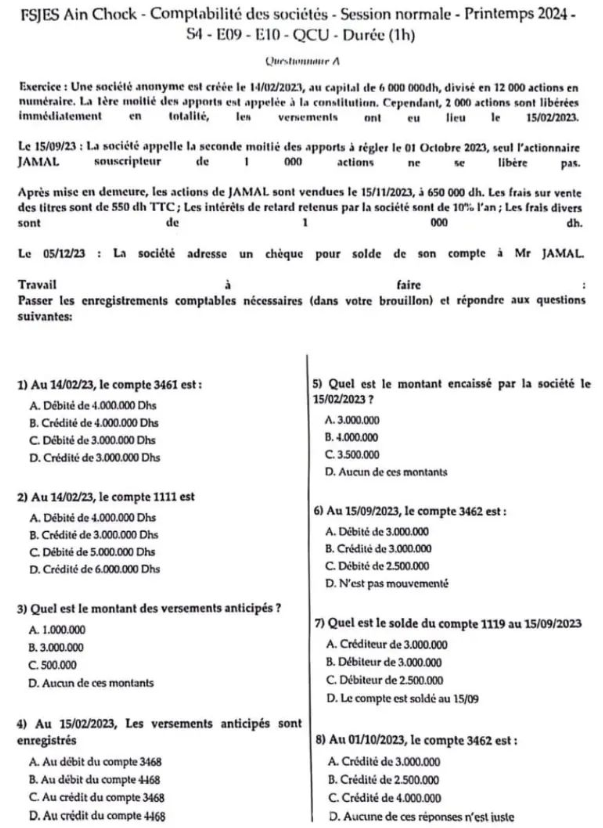 FSJES Ain Chock - Comptabilité des sociétés - Session normale - Printemps 2024 -
S4 - E09 - E10 - QCU - Durée (1h)
Questionnaire A
Exercice : Une société anonyme est créée le 14/02/2023, au capital de 6 000 000dh, divisé en 12 000 actions en
numéraire. La 1ère moitié des apports est appelée à la constitution. Cependant, 2 000 actions sont libérées
immédiatement en totalité, les versements ont eu lieu le 15/02/2023.
Le 15/09/23 : La société appelle la seconde moitié des apports à régler le 01 Octobre 2023, seul l'actionnaire
JAMAL souscripteur de 1 000 actions ne se libère pas.
Après mise en demeure, les actions de JAMAL sont vendues le 15/11/2023, à 650 000 dh. Les frais sur vente
des titres sont de 550 dh TTC ; Les intérêts de retard retenus par la société sont de 10% l'an ; Les frais divers
sont de 1 000 dh.
Le 05/12/23 : La société adresse un chèque pour solde de son compte à Mr JAMAL.
Travail à faire :
Passer les enregistrements comptables nécessaires (dans votre brouillon) et répondre aux questions
suivantes:
1) Au 14/02/23, le compte 3461 est :
A. Débité de 4.000.000 Dhs
B. Crédité de 4.000.000 Dhs
C. Débité de 3.000.000 Dhs
D. Crédité de 3.000.000 Dhs
2) Au 14/02/23, le compte 1111 est
A. Débité de 4.000.000 Dhs
B. Crédité de 3.000.000 Dhs
C. Débité de 5.000.000 Dhs
D. Crédité de 6.000.000 Dhs
3) Quel est le montant des versements anticipés ?
A. 1.000.000
B. 3.000.000
C. 500.000
D. Aucun de ces montants
4) Au 15/02/2023, Les versements anticipés sont
enregistrés
A. Au débit du compte 3468
B. Au débit du compte 4468
C. Au crédit du compte 3468
D. Au crédit du compte 4468
5) Quel est le montant encaissé par la société le
15/02/2023 ?
A. 3.000.000
B. 4.000.000
C. 3.500.000
D. Aucun de ces montants
6) Au 15/09/2023, le compte 3462 est :
A. Débité de 3.000.000
B. Crédité de 3.000.000
C. Débité de 2.500.000
D. N'est pas mouvementé
7) Quel est le solde du compte 1119 au 15/09/2023
A. Créditeur de 3.000.000
B. Débiteur de 3.000.000
C. Débiteur de 2.500.000
D. Le compte est soldé au 15/09
8) Au 01/10/2023, le compte 3462 est :
A. Crédité de 3.000.000
B. Crédité de 2.500.000
C. Crédité de 4.000.000
D. Aucune de ces réponses n'est juste